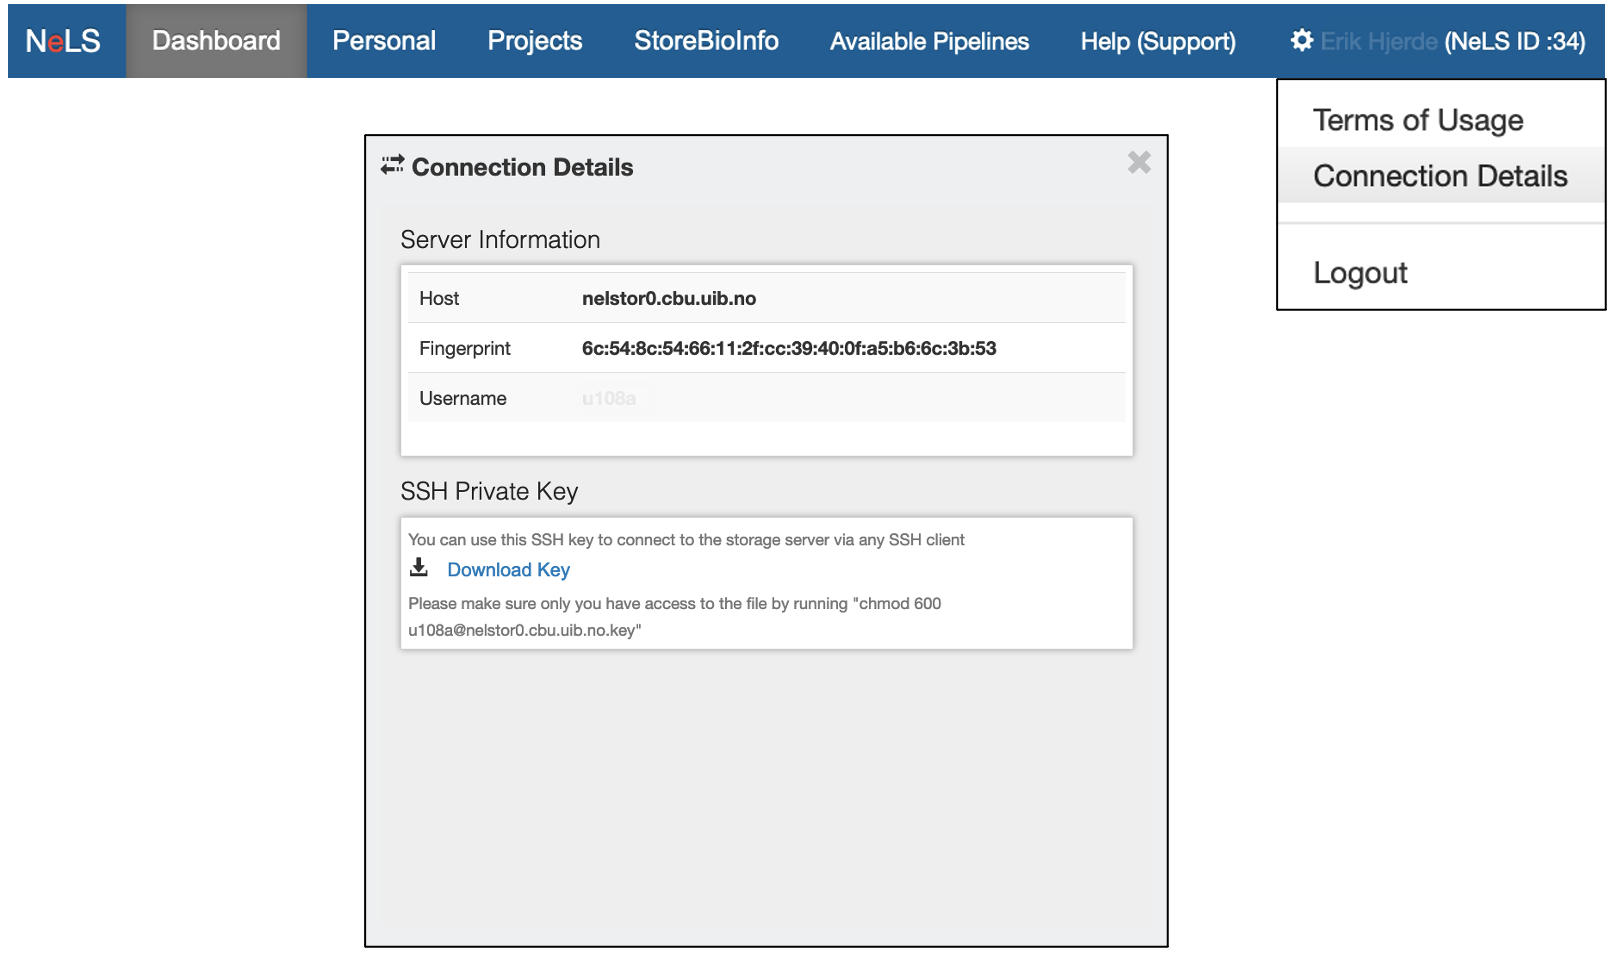 NeLS Dashboard Personal Projects StoreBioInfo Available Pipelines Help (Support) Erik Hjerde (NeLS ID :34)
Terms of Usage
Connection Details
Logout
Connection Details
Server Information
Host nelstor0.cbu.uib.no
Fingerprint 6c:54:8c:54:66:11:2f:cc:39:40:0f:a5:b6:6c:3b:53
Username u108a
SSH Private Key
You can use this SSH key to connect to the storage server via any SSH client
Download Key
Please make sure only you have access to the file by running "chmod 600
u108a@nelstor0.cbu.uib.no.key"